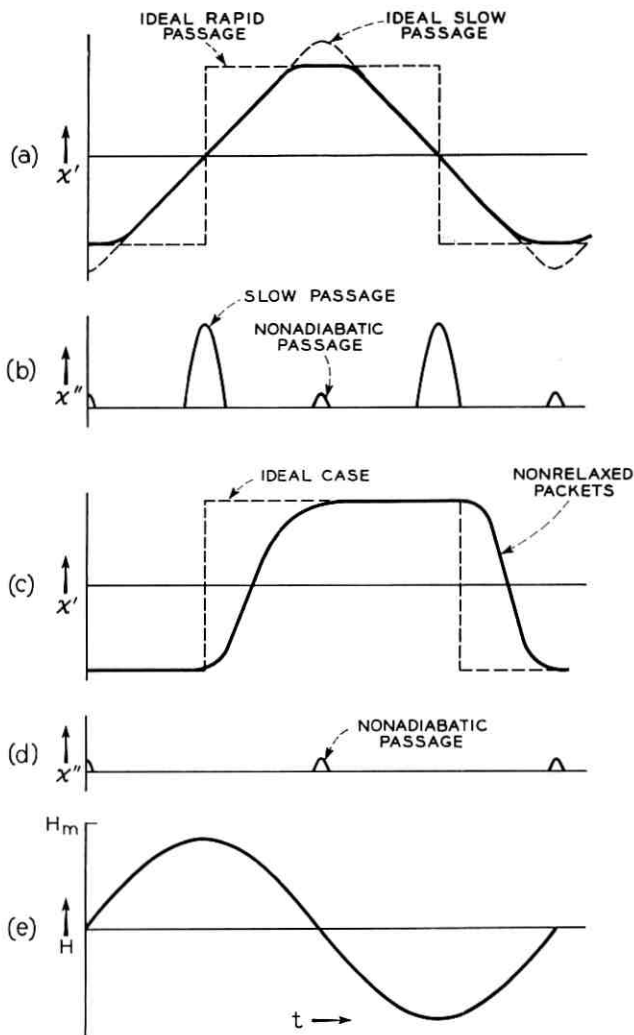 IDEAL RAPID
PASSAGE
IDEAL SLOW
PASSAGE
(a)
χ'
SLOW PASSAGE
NONADIABATIC
PASSAGE
(b)
χ"
IDEAL CASE
NONRELAXED
PACKETS
(c)
χ'
NONADIABATIC
PASSAGE
(d)
χ"
Hm
(e)
H
t